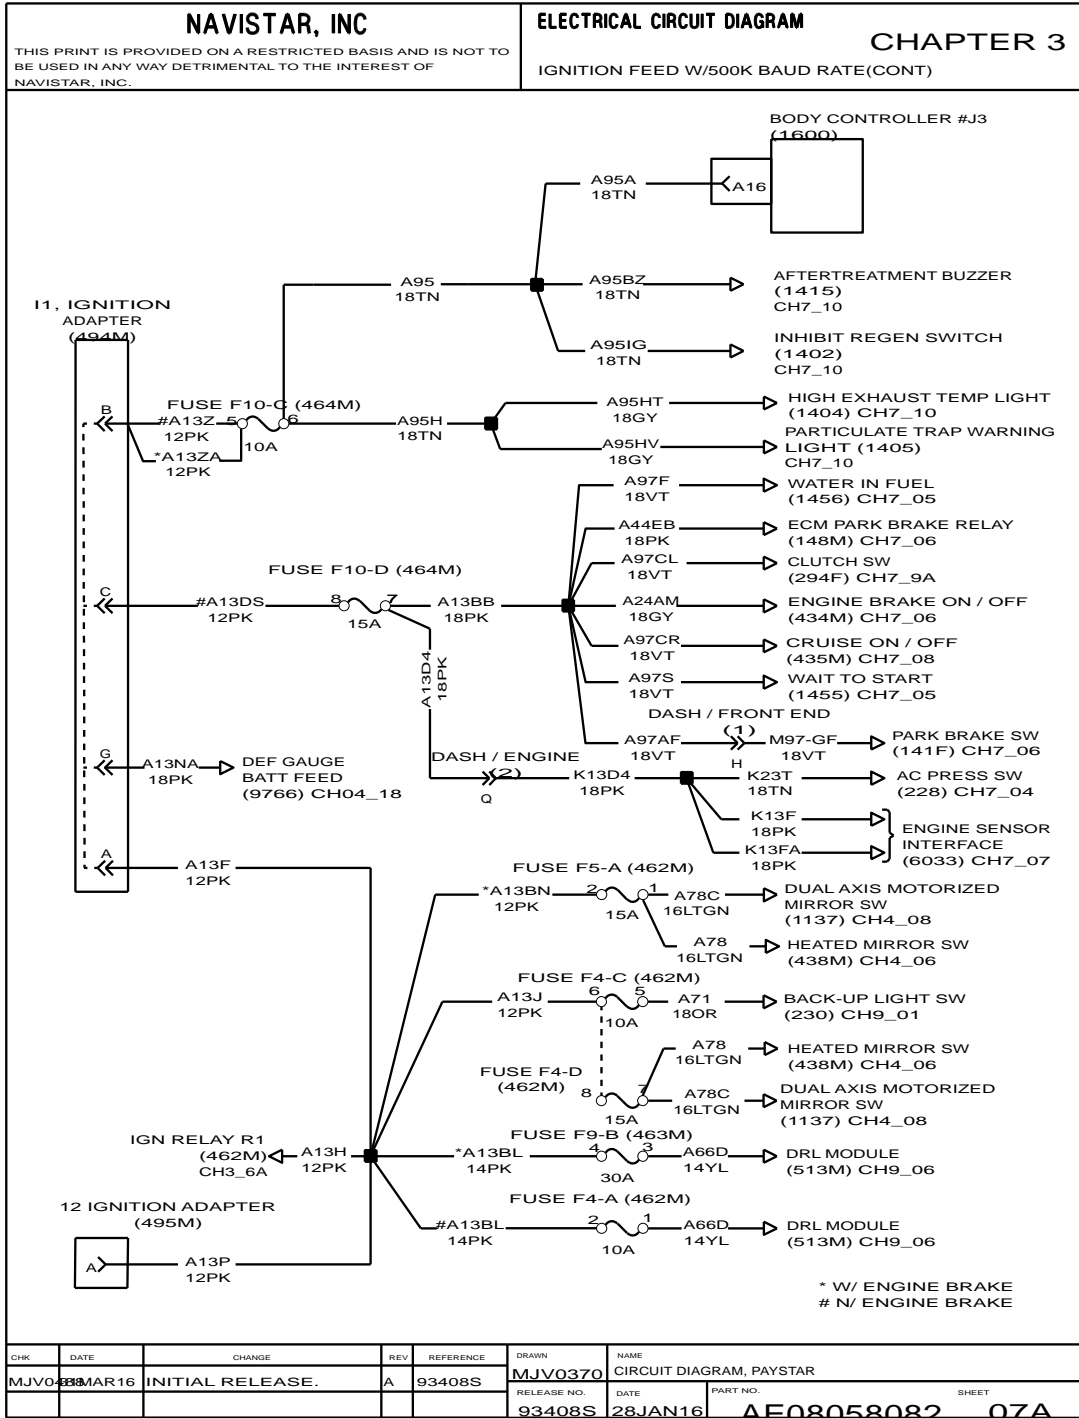 NAVISTAR, INC
THIS PRINT IS PROVIDED ON A RESTRICTED BASIS AND IS NOT TO
BE USED IN ANY WAY DETRIMENTAL TO THE INTEREST OF
NAVISTAR, INC.
ELECTRICAL CIRCUIT DIAGRAM
CHAPTER 3
IGNITION FEED W/500K BAUD RATE(CONT)
BODY CONTROLLER #J3
(1600)
A95A
18TN
A16
A95
18TN
A95BZ
18TN
AFTERTREATMENT BUZZER
(1415)
CH7_10
A95IG
18TN
INHIBIT REGEN SWITCH
(1402)
CH7_10
I1, IGNITION
ADAPTER
(494M)
B
#A13Z
12PK
*A13ZA
12PK
FUSE F10-C (464M)
5
6
10A
A95H
18TN
A95HT
18GY
HIGH EXHAUST TEMP LIGHT
(1404) CH7_10
A95HV
18GY
PARTICULATE TRAP WARNING
LIGHT (1405)
CH7_10
A97F
18VT
WATER IN FUEL
(1456) CH7_05
A44EB
18PK
ECM PARK BRAKE RELAY
(148M) CH7_06
A97CL
18VT
CLUTCH SW
(294F) CH7_9A
C
#A13DS
12PK
FUSE F10-D (464M)
8
7
15A
A13BB
18PK
A24AM
18GY
ENGINE BRAKE ON / OFF
(434M) CH7_06
A97CR
18VT
CRUISE ON / OFF
(435M) CH7_08
A97S
18VT
WAIT TO START
(1455) CH7_05
A13D4
18PK
DASH / FRONT END
(1)
A97AF
18VT
H
M97-GF
18VT
PARK BRAKE SW
(141F) CH7_06
G
A13NA
18PK
DEF GAUGE
BATT FEED
(9766) CH04_18
DASH / ENGINE
(2)
Q
K13D4
18PK
K23T
18TN
AC PRESS SW
(228) CH7_04
K13F
18PK
K13FA
18PK
ENGINE SENSOR
INTERFACE
(6033) CH7_07
A
A13F
12PK
FUSE F5-A (462M)
*A13BN
12PK
2
1
15A
A78C
16LTGN
DUAL AXIS MOTORIZED
MIRROR SW
(1137) CH4_08
A78
16LTGN
HEATED MIRROR SW
(438M) CH4_06
FUSE F4-C (462M)
A13J
12PK
6
5
10A
A71
18OR
BACK-UP LIGHT SW
(230) CH9_01
A78
16LTGN
HEATED MIRROR SW
(438M) CH4_06
FUSE F4-D
(462M)
8
7
15A
A78C
16LTGN
DUAL AXIS MOTORIZED
MIRROR SW
(1137) CH4_08
IGN RELAY R1
(462M)
CH3_6A
A13H
12PK
FUSE F9-B (463M)
*A13BL
14PK
4
3
30A
A66D
14YL
DRL MODULE
(513M) CH9_06
FUSE F4-A (462M)
#A13BL
14PK
2
1
10A
A66D
14YL
DRL MODULE
(513M) CH9_06
12 IGNITION ADAPTER
(495M)
A
A13P
12PK
* W/ ENGINE BRAKE
# N/ ENGINE BRAKE
CHK DATE CHANGE REV REFERENCE
INITIAL RELEASE. A 93408S
DRAWN
MJV0370
NAME
CIRCUIT DIAGRAM, PAYSTAR
RELEASE NO.
93408S
DATE
28JAN16
PART NO.
AF08058082
SHEET
07A